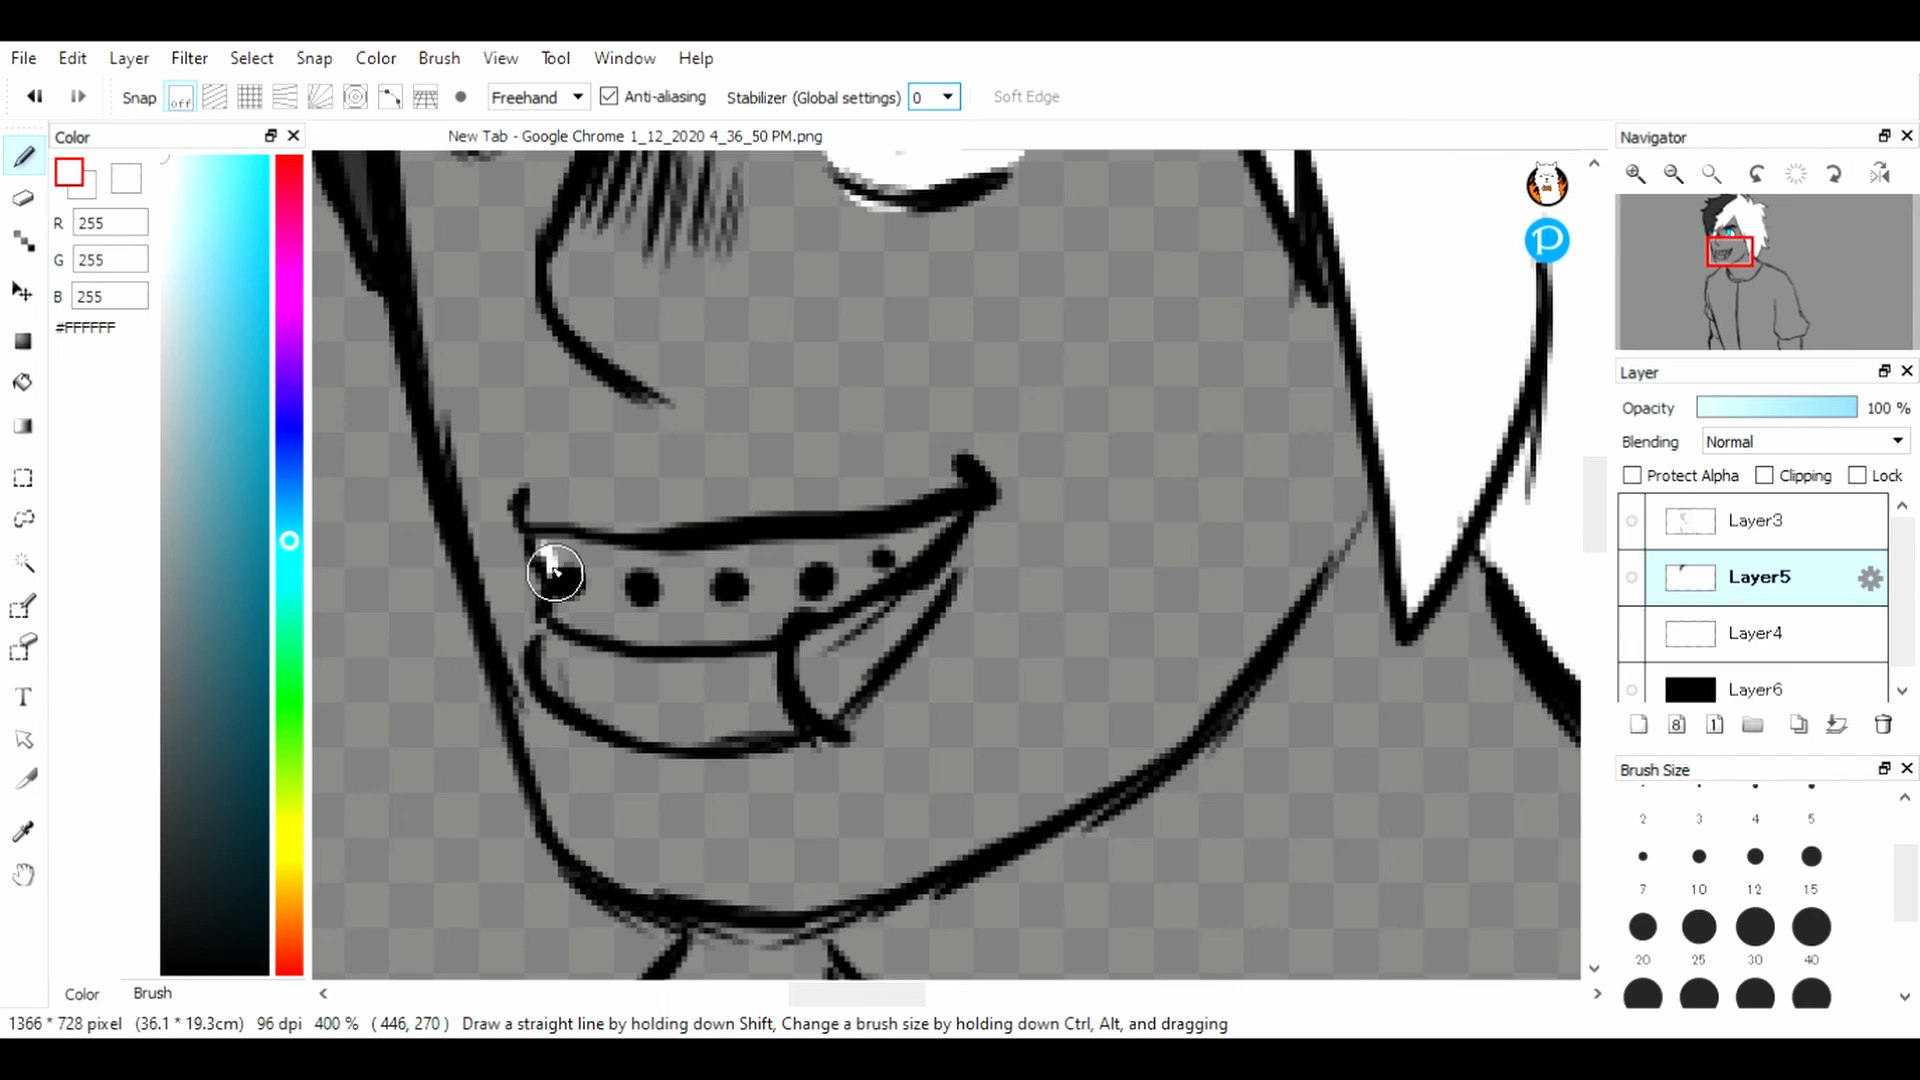 File Edit Layer Filter Select Snap Color Brush View Tool Window Help
Snap off Freehand Anti-aliasing Stabilizer (Global settings) 0 Soft Edge
Color
New Tab - Google Chrome 1_12_2020 4_36_50 PM.png
Navigator
R 255
G 255
B 255
#FFFFFF
P
Layer
Opacity 100 %
Blending Normal
Protect Alpha Clipping Lock
Layer3
Layer5
Layer4
Layer6
8 1
T
Brush Size
2 3 4 5
7 10 12 15
20 25 30 40
Color Brush
1366 * 728 pixel (36.1 * 19.3cm) 96 dpi 400 % ( 446, 270 ) Draw a straight line by holding down Shift, Change a brush size by holding down Ctrl, Alt, and dragging